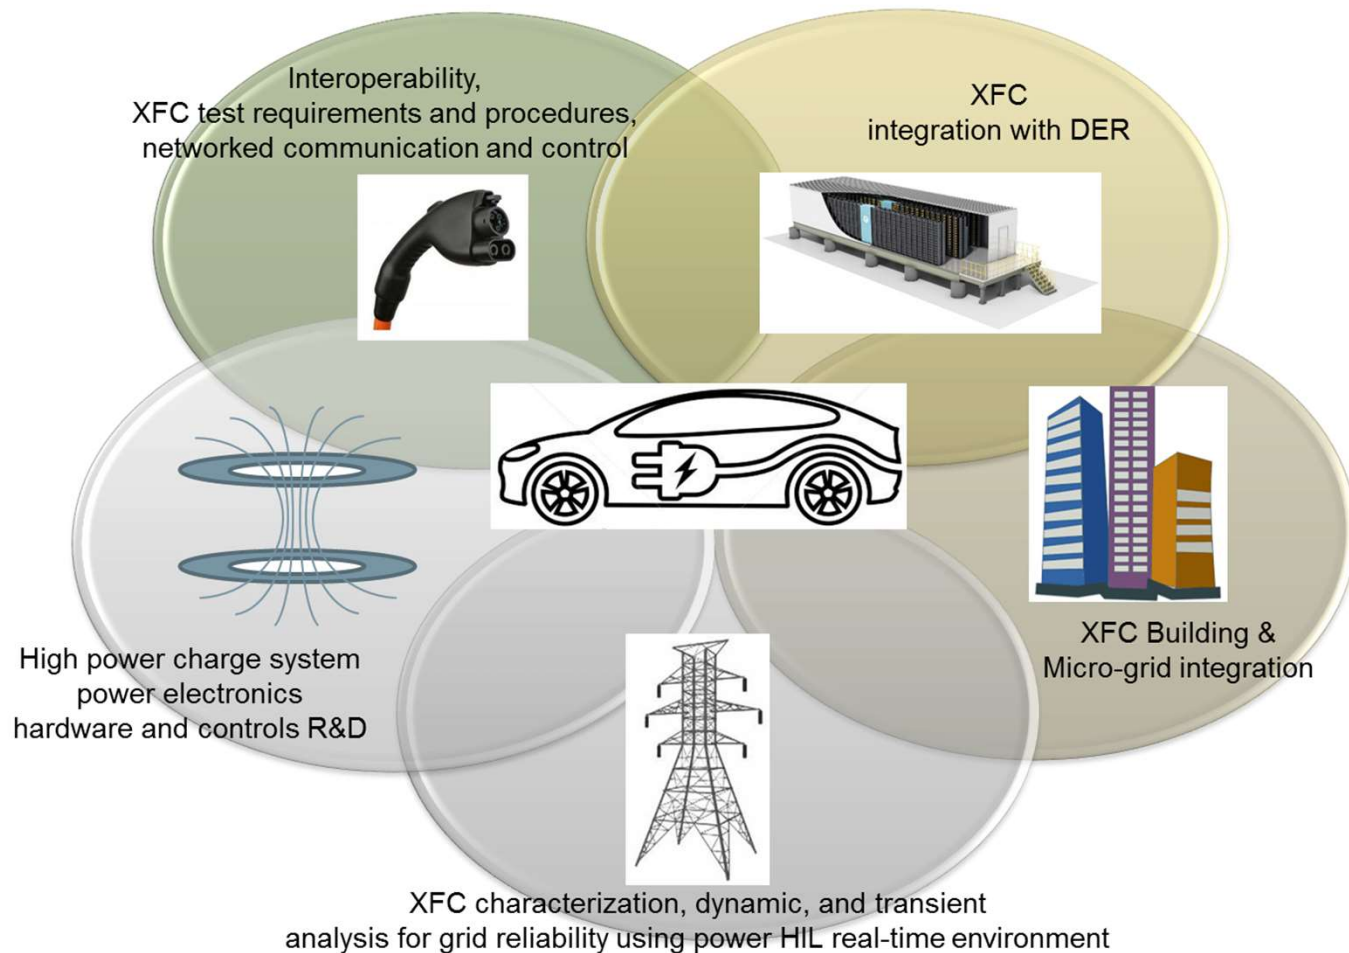 Interoperability,
XFC test requirements and procedures,
networked communication and control
XFC
integration with DER
XFC Building &
Micro-grid integration
High power charge system
power electronics
hardware and controls R&D
XFC characterization, dynamic, and transient
analysis for grid reliability using power HIL real-time environment